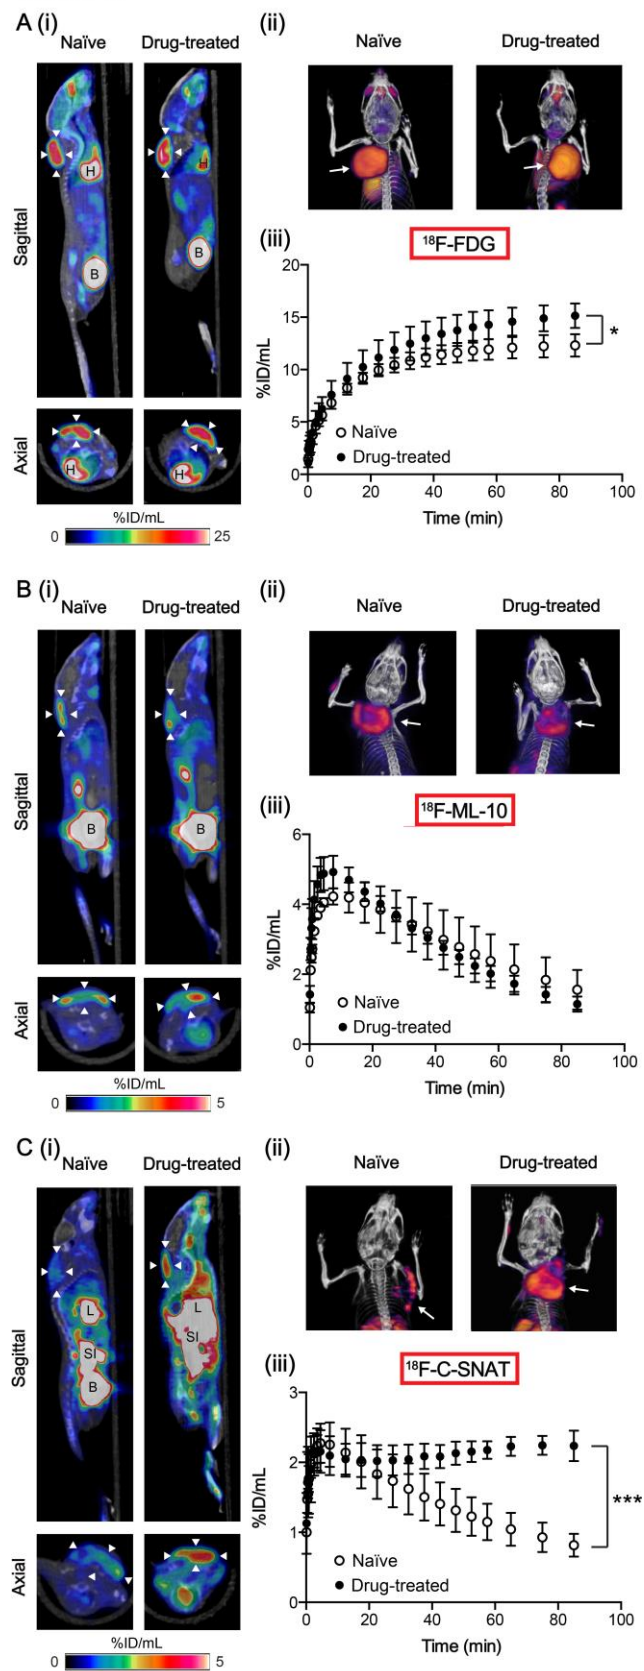 A (i)
Naïve
Drug-treated
Sagittal
H
H
B
B
Axial
H
H
%ID/mL
0
25
(ii)
Naïve
Drug-treated
(iii)
¹⁸F-FDG
%ID/mL
20
15
10
5
0
*
Naïve
Drug-treated
0 20 40 60 80 100
Time (min)
B (i)
Naïve
Drug-treated
Sagittal
B
B
Axial
%ID/mL
0
5
(ii)
Naïve
Drug-treated
(iii)
¹⁸F-ML-10
%ID/mL
6
4
2
0
Naïve
Drug-treated
0 20 40 60 80 100
Time (min)
C (i)
Naïve
Drug-treated
Sagittal
L
L
SI
SI
B
Axial
%ID/mL
0
5
(ii)
Naïve
Drug-treated
(iii)
¹⁸F-C-SNAT
%ID/mL
3
2
1
0
***
Naïve
Drug-treated
0 20 40 60 80 100
Time (min)